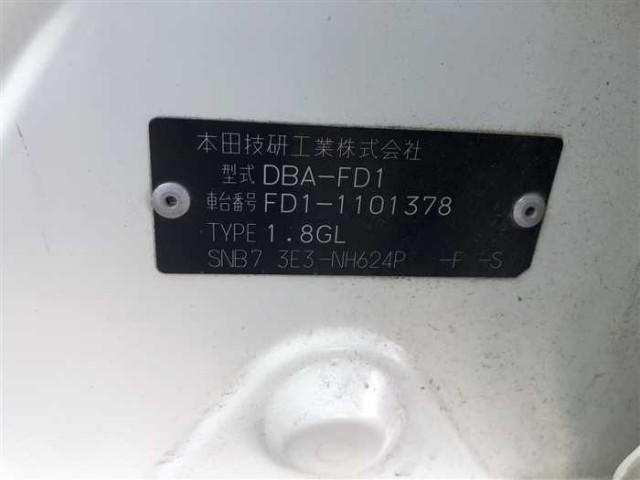 本田技研工業株式会社
型式 DBA-FD1
車台番号 FD1-1101378
TYPE 1.8GL
SNB7 3E3-NH624P -F -S